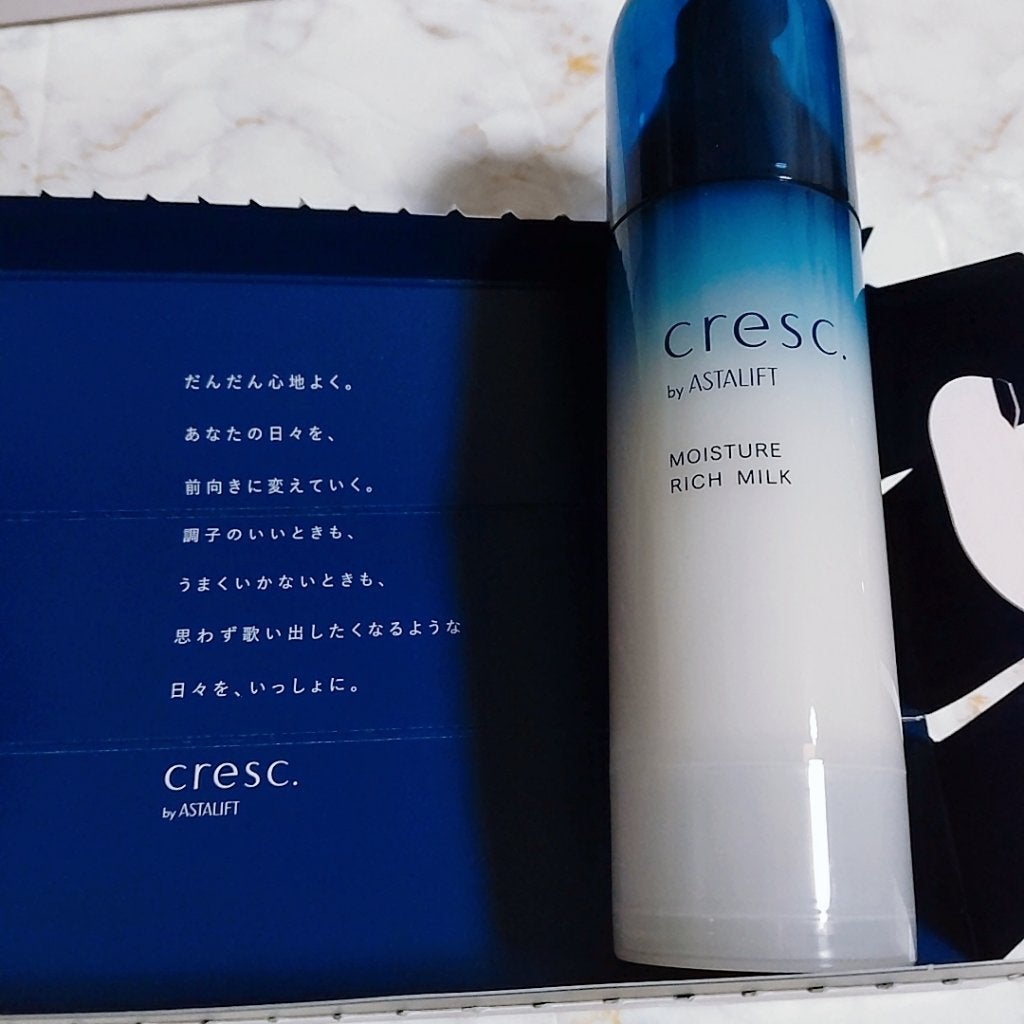 だんだん心地よく。
あなたの日々を、
前向きに変えていく。
調子のいいときも、
うまくいかないときも、
思わず歌い出したくなるような
日々を、いっしょに。
cresc.
by ASTALIFT
cresc.
by ASTALIFT
MOISTURE
RICH MILK